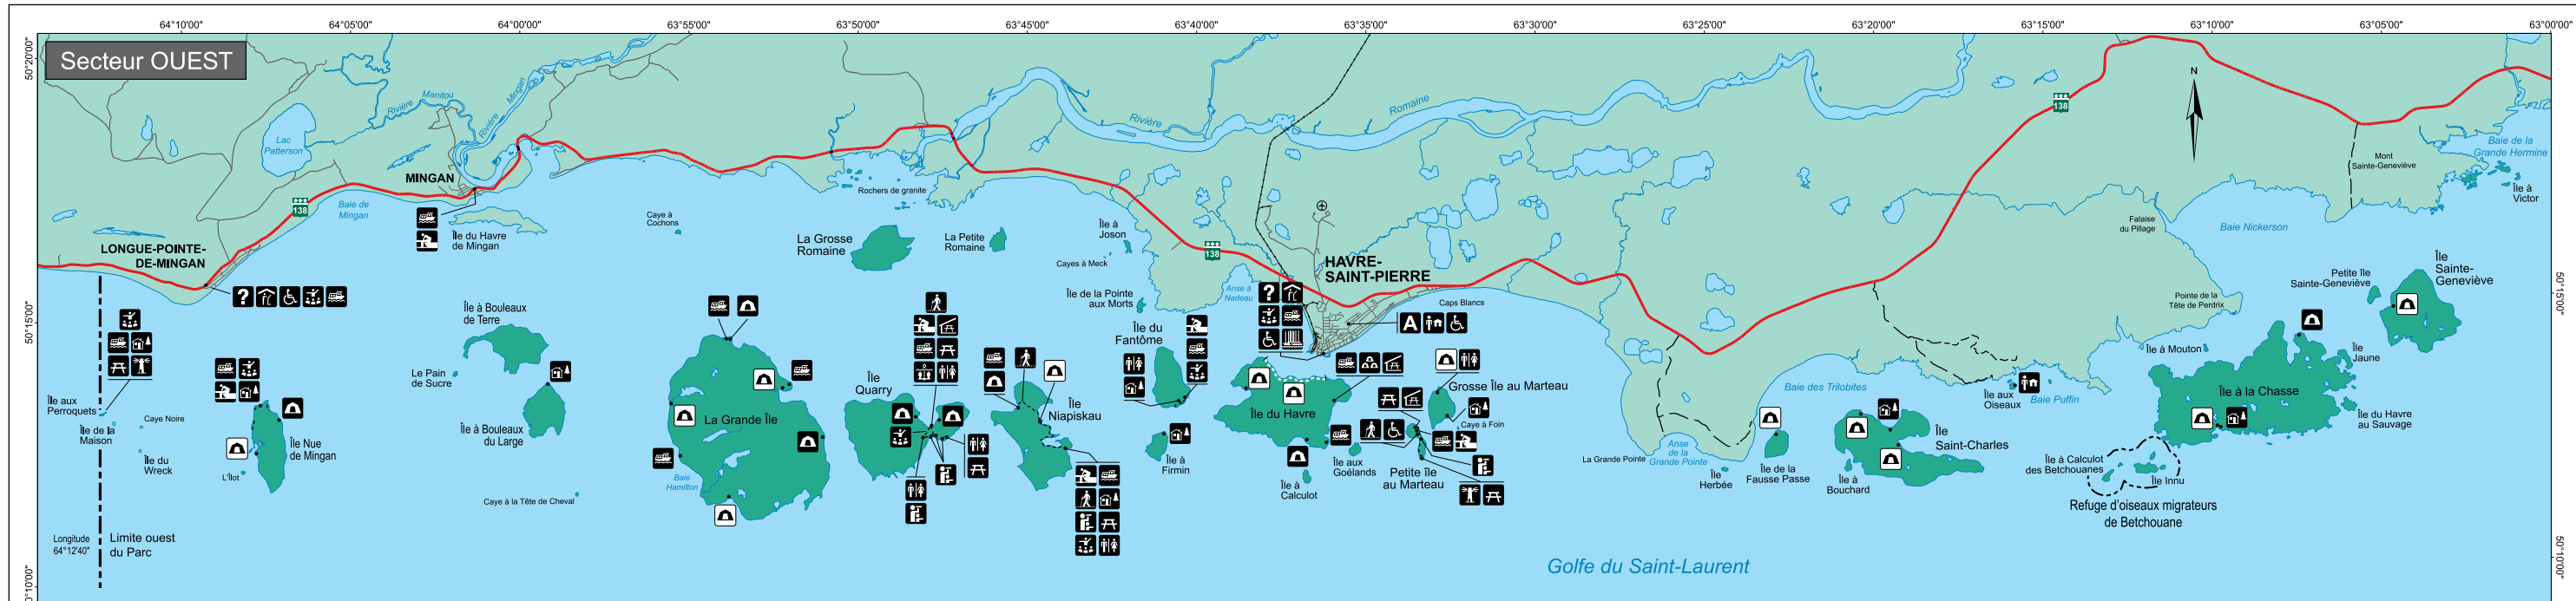 64°10'00"
64°05'00"
64°00'00"
63°55'00"
63°50'00"
63°45'00"
63°40'00"
63°35'00"
63°30'00"
63°25'00"
63°20'00"
63°15'00"
63°10'00"
63°05'00"
63°00'00"
50°20'00"
Secteur OUEST
Lac
Patterson
Rivière
Manitou
Rivière
Mingan
Rivière
Romaine
138
N
Mont
Sainte-Geneviève
Baie de la
Grande Hermine
Île à
Victor
MINGAN
138
Baie de
Mingan
LONGUE-POINTE-
DE-MINGAN
Île du Havre
de Mingan
Rochers de granite
Caye à
Cochons
La Grosse
Romaine
La Petite
Romaine
Île à
Joson
Cayes à Meck
138
HAVRE-
SAINT-PIERRE
Falaise
du Pillage
Baie Nickerson
Île
Sainte-
Geneviève
Petite île
Sainte-Geneviève
Pointe de la
Tête de Perdrix
50°15'00"
50°15'00"
?
Île de la Pointe
aux Morts
Anse à
Nadeau
?
Caps Blancs
A
Île à Bouleaux
de Terre
Île du
Fantôme
Île à Mouton
Île
Jaune
Le Pain
de Sucre
Île
Quarry
Grosse Île au Marteau
Baie des Trilobites
Île aux
Oiseaux
Baie Puffin
Île à la Chasse
Île aux
Perroquets
Caye Noire
Île de la
Maison
La Grande Île
Île
Niapiskau
Île du Havre
Caye à Foin
Île du Havre
au Sauvage
Île à Bouleaux
du Large
Île Nue
de Mingan
Île du
Wreck
L'Îlot
Île à
Firmin
Île aux
Goélands
Petite île
au Marteau
La Grande Pointe
Anse
de la
Grande Pointe
Île
Herbée
Île de la
Fausse Passe
Île
Saint-Charles
Île à
Bouchard
Île à Calculot
des Betchouanes
Île Innu
Baie
Hamilton
Île à
Calculot
Caye à la Tête de Cheval
Refuge d'oiseaux migrateurs
de Betchouane
Longitude
64°12'40"
Limite ouest
du Parc
Golfe du Saint-Laurent
50°10'00"